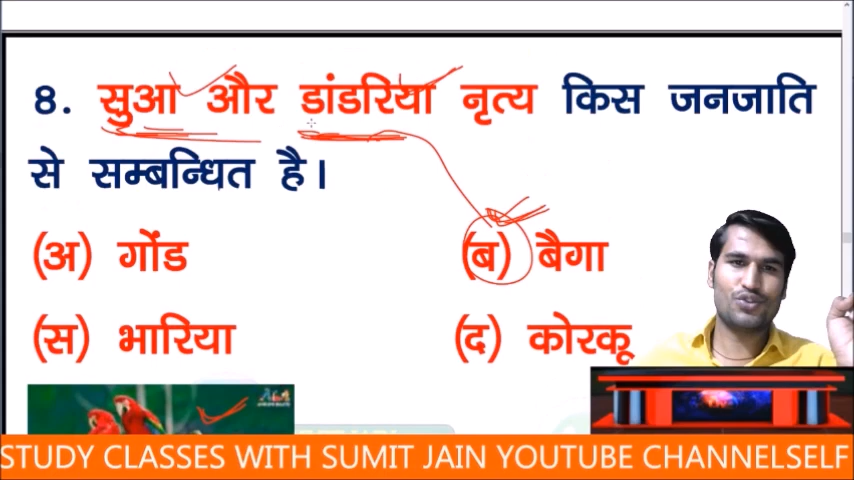 8. सुआ और डांडरिया नृत्य किस जनजाति
से सम्बन्धित है।
(अ) गोंड
(ब) बैगा
(स) भारिया
(द) कोरकू
STUDY CLASSES WITH SUMIT JAIN YOUTUBE CHANNELSELF